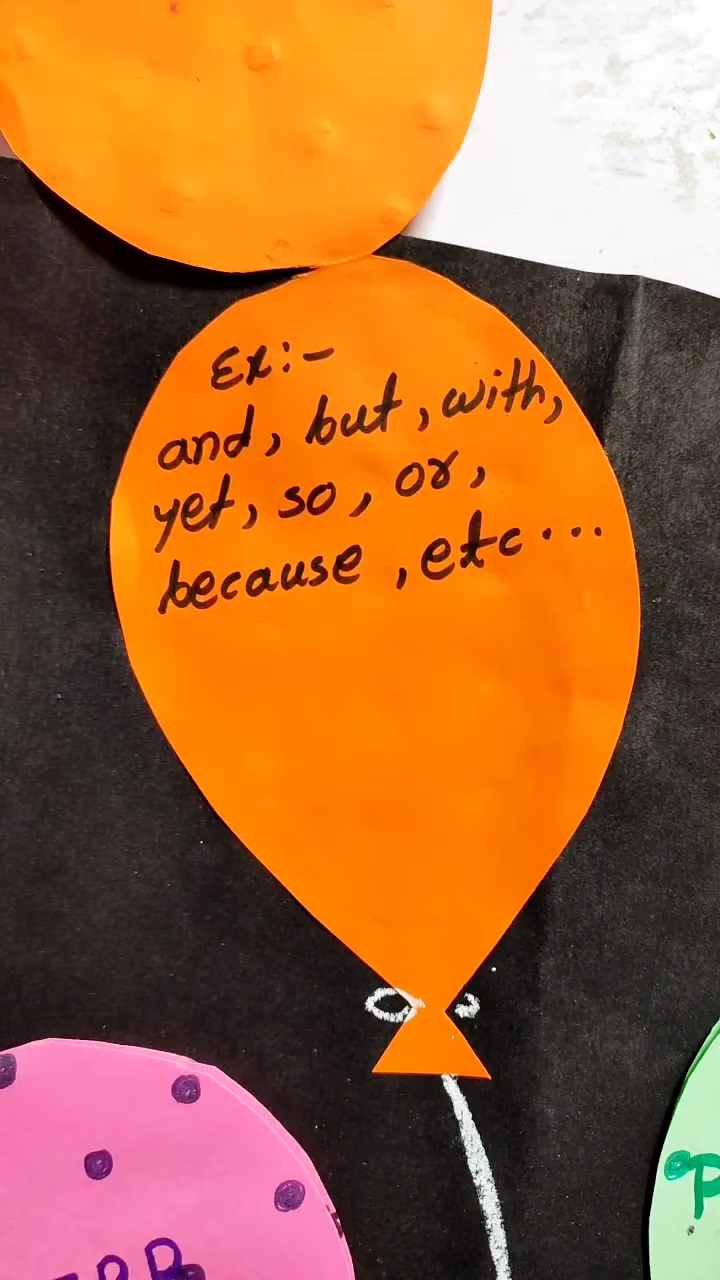 Ex:-
and, but, with,
yet, so, or,
because, etc...